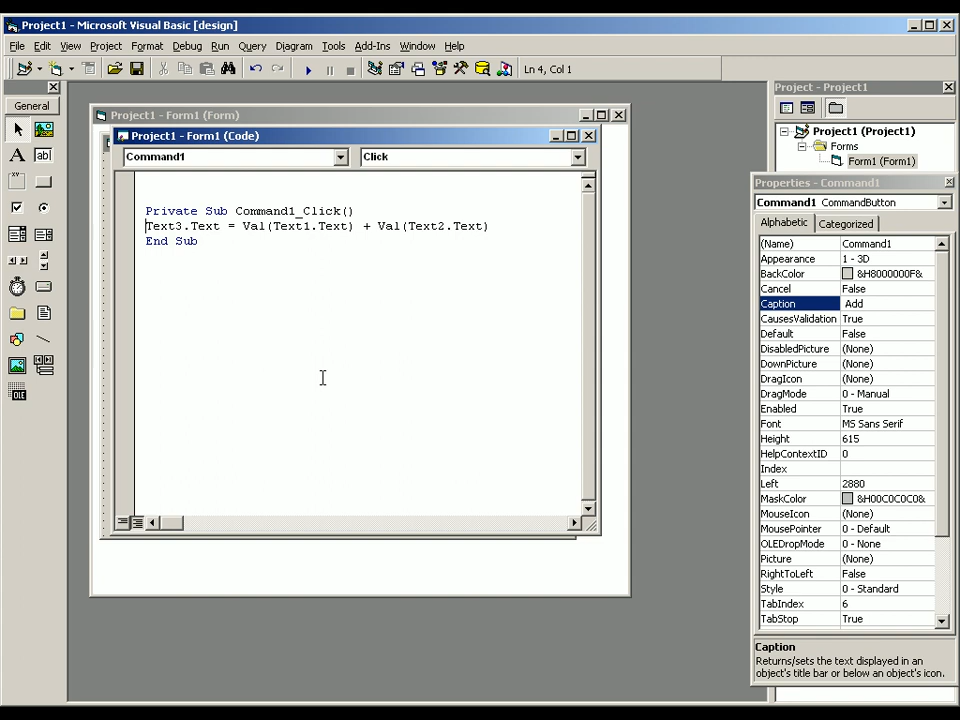 Project1 - Microsoft Visual Basic [design]
File Edit View Project Format Debug Run Query Diagram Tools Add-Ins Window Help
Ln 4, Col 1
General
A
ab|
OLE
Project1 - Form1 (Form)
Project1 - Form1 (Code)
Command1 Click
Private Sub Command1_Click()
Text3.Text = Val(Text1.Text) + Val(Text2.Text)
End Sub
Project - Project1
Project1 (Project1)
Forms
Form1 (Form1)
Properties - Command1
Command1 CommandButton
Alphabetic Categorized
(Name) Command1
Appearance 1 - 3D
BackColor &H8000000F&
Cancel False
Caption Add
CausesValidation True
Default False
DisabledPicture (None)
DownPicture (None)
DragIcon (None)
DragMode 0 - Manual
Enabled True
Font MS Sans Serif
Height 615
HelpContextID 0
Index
Left 2880
MaskColor &H00C0C0C0&
MouseIcon (None)
MousePointer 0 - Default
OLEDropMode 0 - None
Picture (None)
RightToLeft False
Style 0 - Standard
TabIndex 6
TabStop True
Caption
Returns/sets the text displayed in an
object's title bar or below an object's icon.